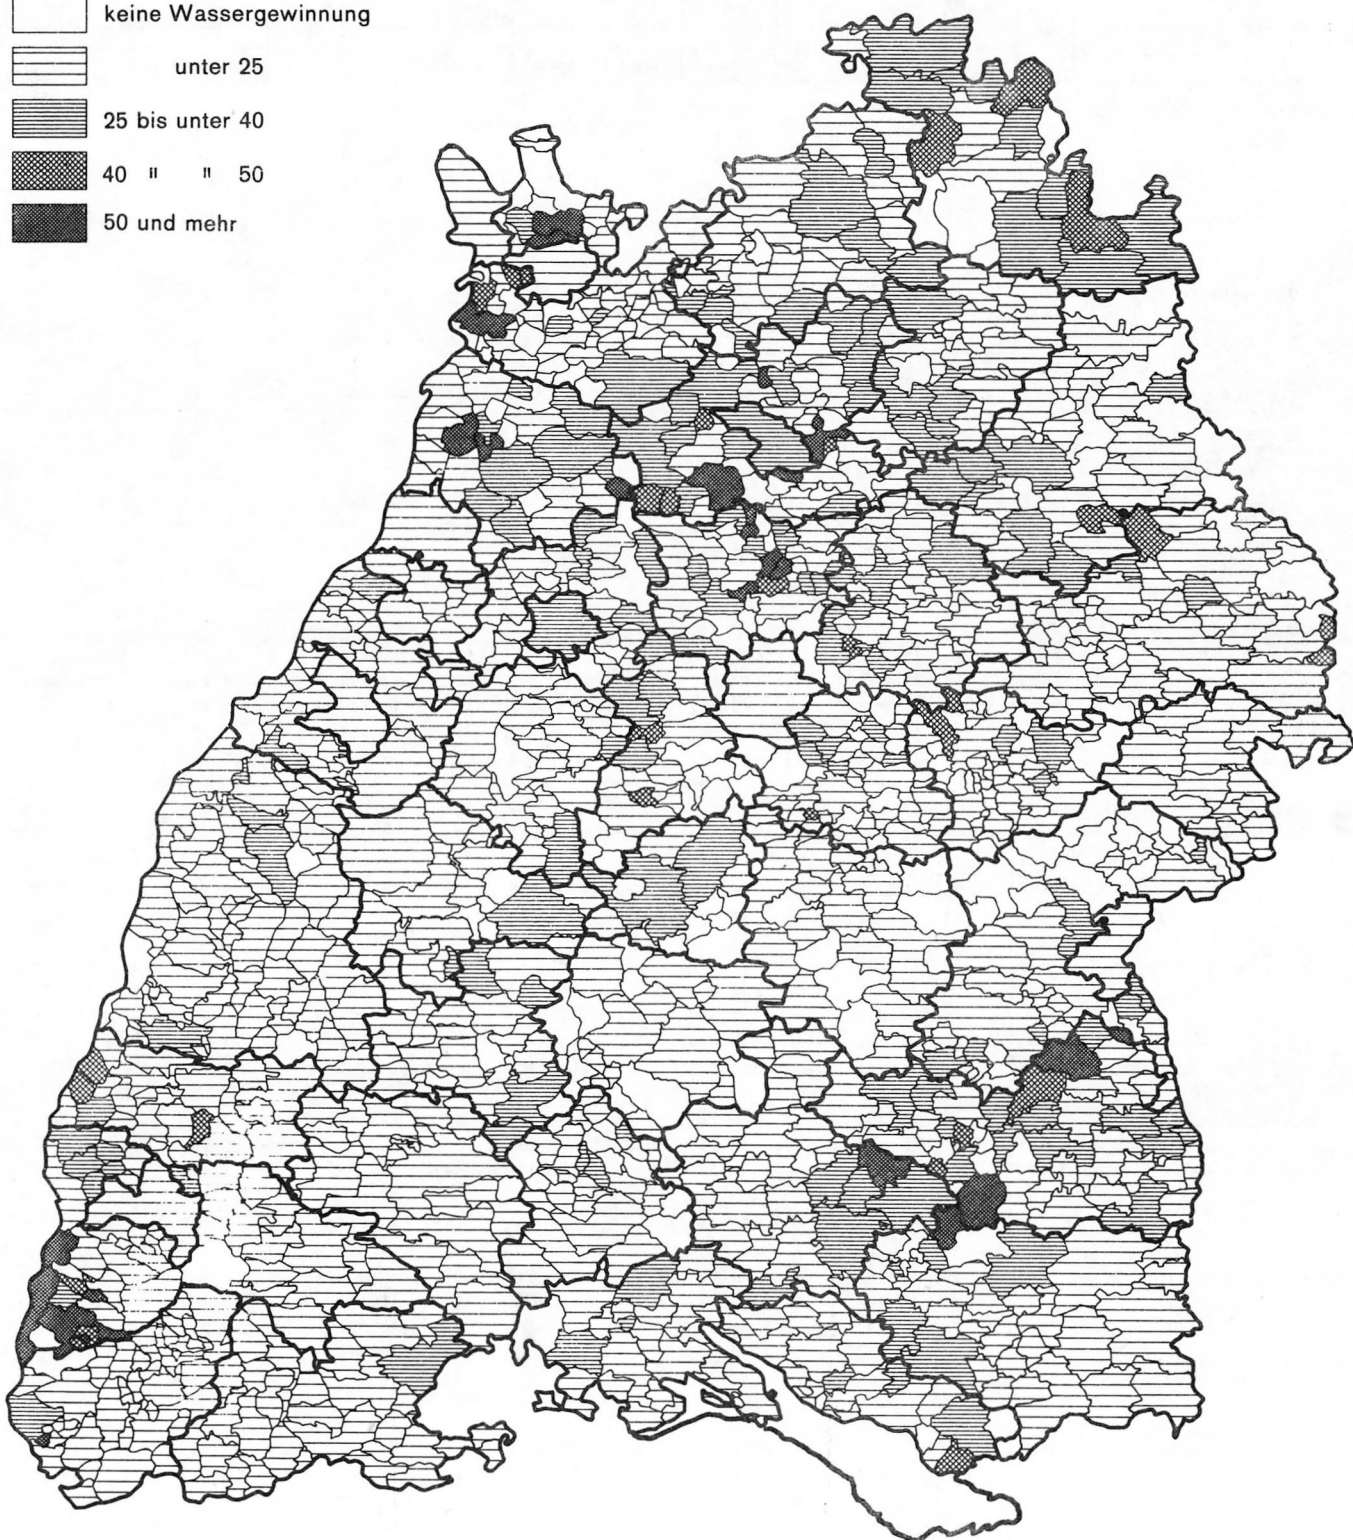 keine Wassergewinnung
unter 25
25 bis unter 40
40 " " 50
50 und mehr